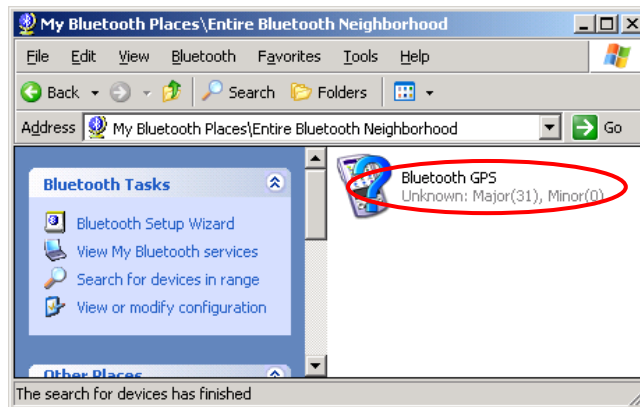 My Bluetooth Places\Entire Bluetooth Neighborhood
File Edit View Bluetooth Favorites Tools Help
Back Search Folders
Address My Bluetooth Places\Entire Bluetooth Neighborhood Go
Bluetooth Tasks
Bluetooth Setup Wizard
View My Bluetooth services
Search for devices in range
View or modify configuration
Other Places
Bluetooth GPS
Unknown: Major(31), Minor(0)
The search for devices has finished